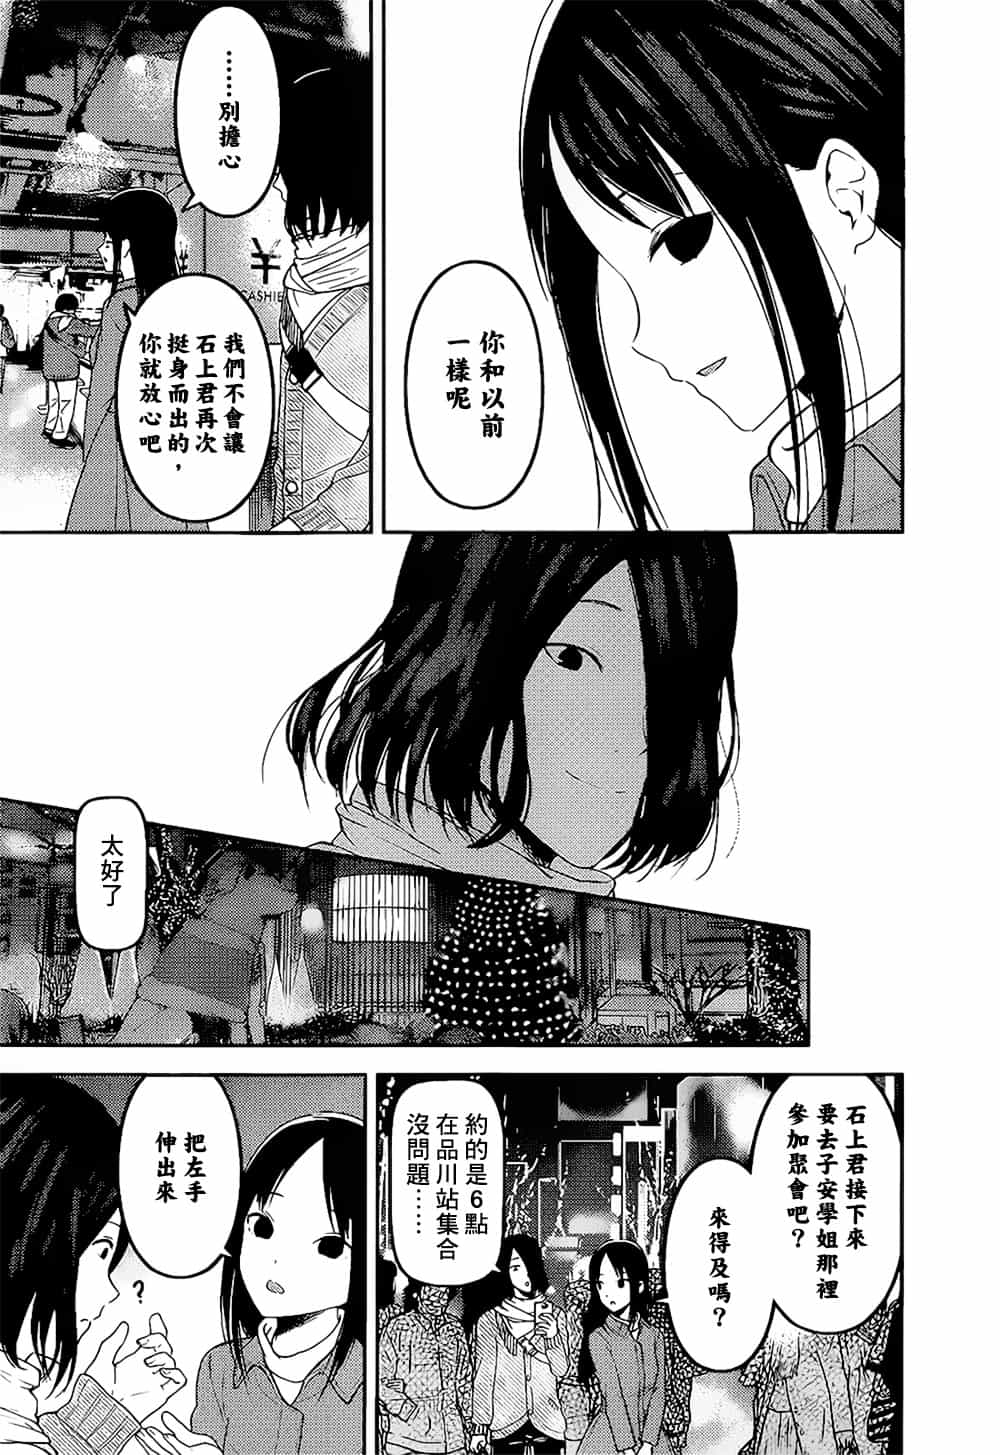 你和以前
一樣呢
……別擔心
¥
CASHIE
我們不會讓
石上君再次
挺身而出的，
你就放心吧
太好了
石上君接下來
要去子安學姐那裡
參加聚會吧？
來得及嗎？
約的是6點
在品川站集合
沒問題……
把左手
伸出來
？